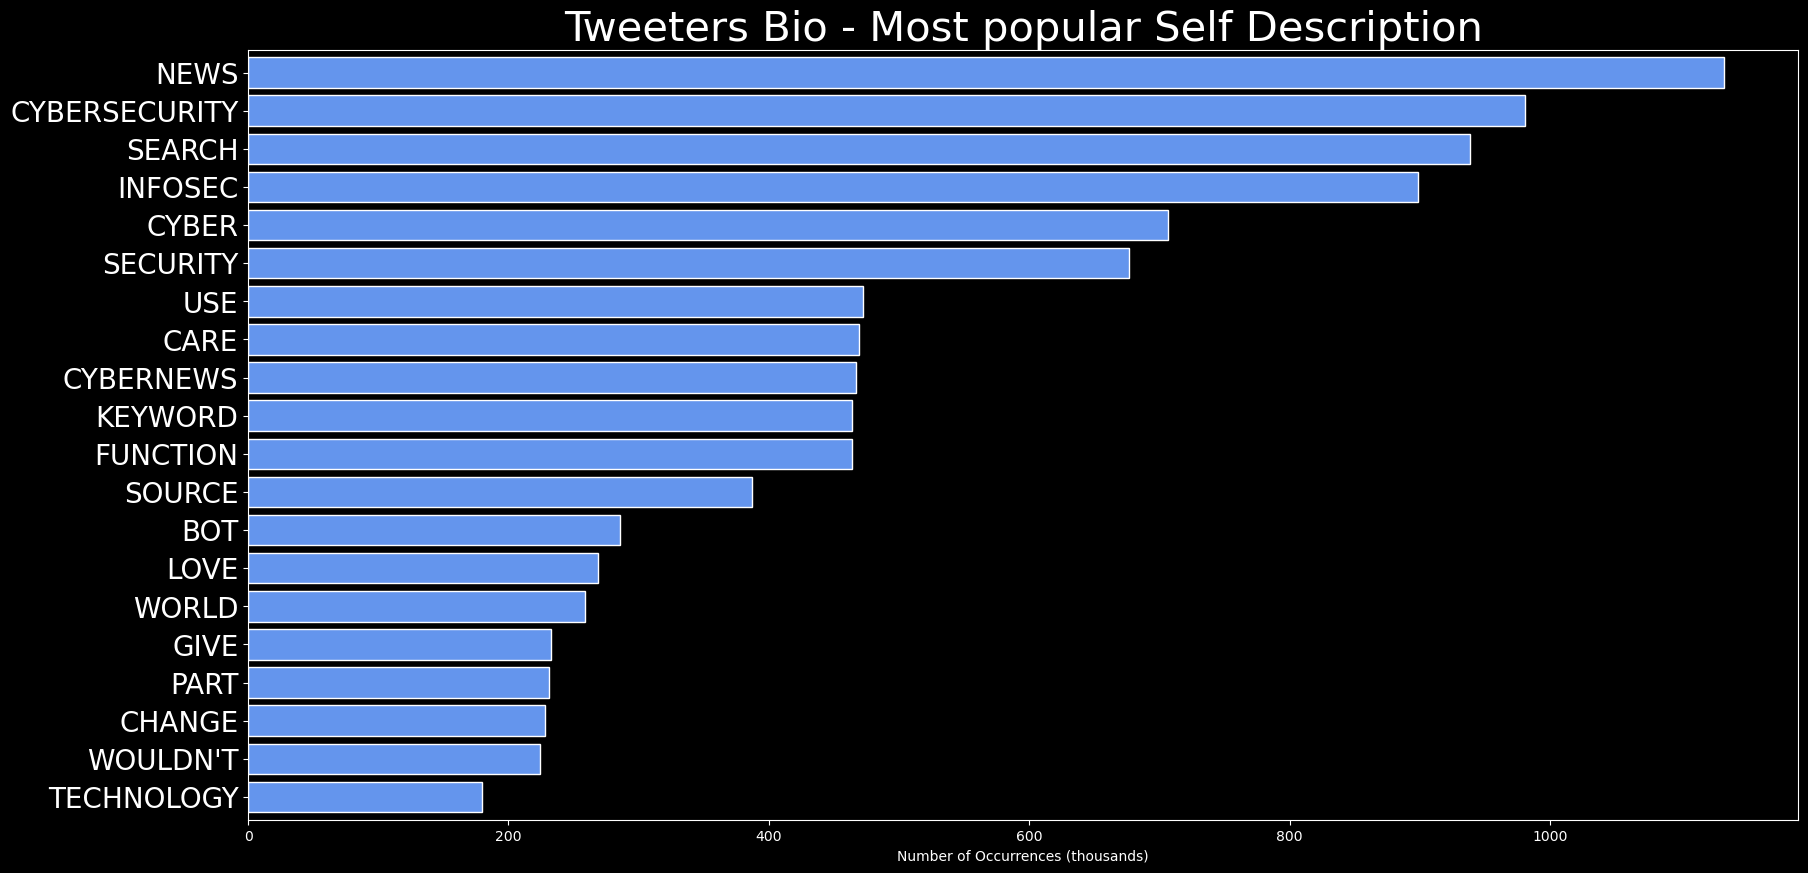 Tweeters Bio - Most popular Self Description
NEWS
CYBERSECURITY
SEARCH
INFOSEC
CYBER
SECURITY
USE
CARE
CYBERNEWS
KEYWORD
FUNCTION
SOURCE
BOT
LOVE
WORLD
GIVE
PART
CHANGE
WOULDN'T
TECHNOLOGY
0 200 400 600 800 1000
Number of Occurrences (thousands)